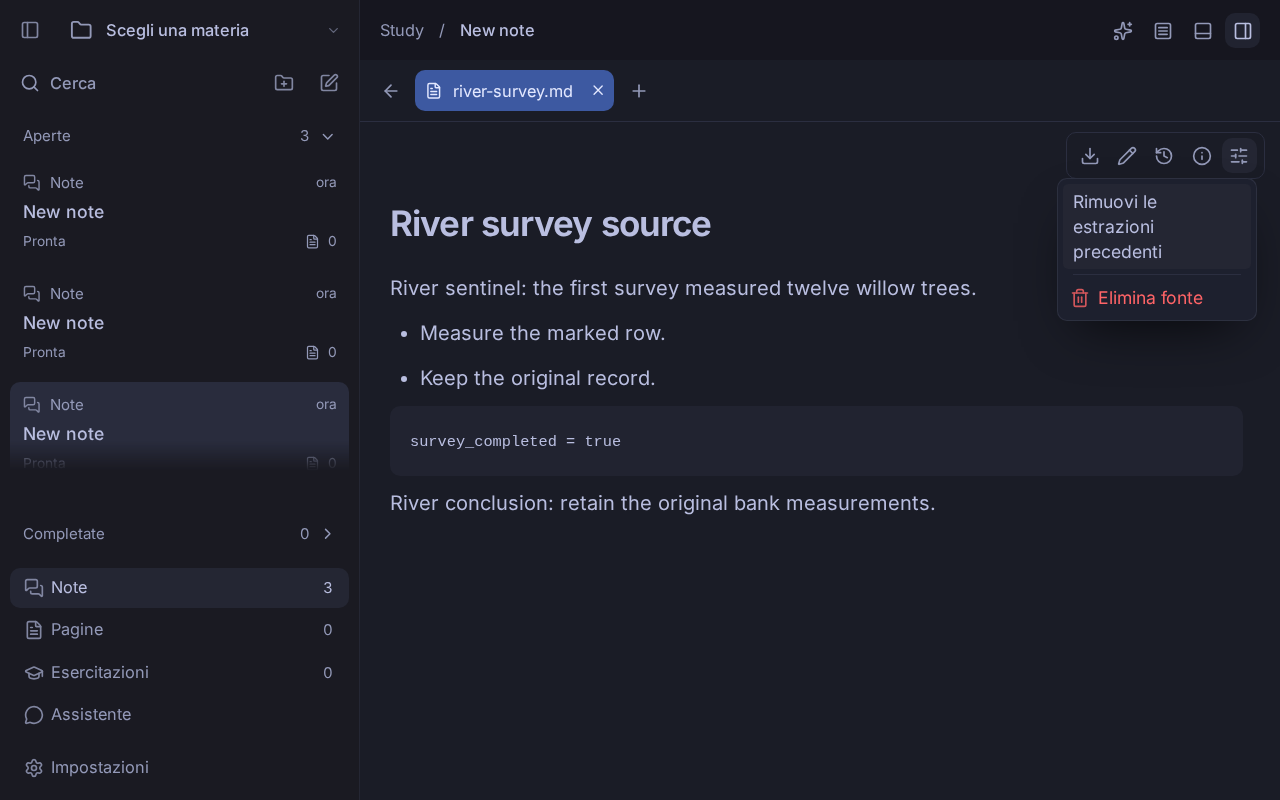 Scegli una materia
Cerca
Aperte 3
Note ora
New note
Pronta 0
Note ora
New note
Pronta 0
Note ora
New note
Pronta 0
Completate 0
Note 3
Pagine 0
Esercitazioni 0
Assistente
Impostazioni
Study / New note
river-survey.md
Rimuovi le
estrazioni
precedenti
Elimina fonte
River survey source
River sentinel: the first survey measured twelve willow trees.
• Measure the marked row.
• Keep the original record.
survey_completed = true
River conclusion: retain the original bank measurements.